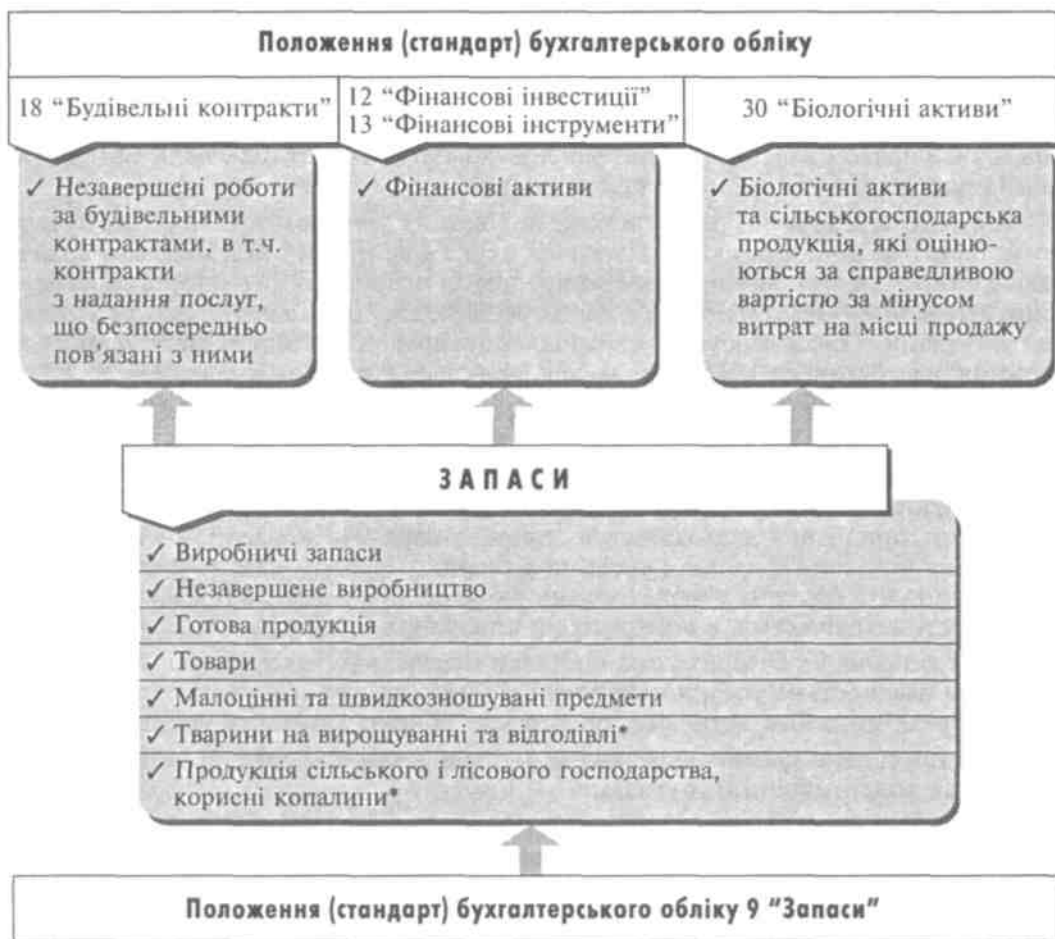 Положення (стандарт) бухгалтерського обліку
18 “Будівельні контракти”
12 “Фінансові інвестиції”
13 “Фінансові інструменти”
30 “Біологічні активи”
✓ Незавершені роботи
за будівельними
контрактами, в т.ч.
контракти
з надання послуг,
що безпосередньо
пов’язані з ними
✓ Фінансові активи
✓ Біологічні активи
та сільськогосподарська
продукція, які оціню-
ються за справедливою
вартістю за мінусом
витрат на місці продажу
ЗАПАСИ
✓ Виробничі запаси
✓ Незавершене виробництво
✓ Готова продукція
✓ Товари
✓ Малоцінні та швидкозношувані предмети
✓ Тварини на вирощуванні та відгодівлі*
✓ Продукція сільського і лісового господарства,
корисні копалини*
Положення (стандарт) бухгалтерського обліку 9 “Запаси”